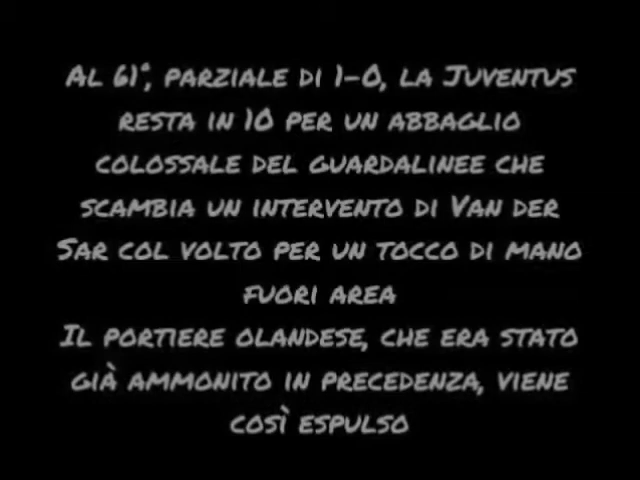 Al 61°, parziale di 1-0, la Juventus
resta in 10 per un abbaglio
colossale del guardalinee che
scambia un intervento di Van der
Sar col volto per un tocco di mano
fuori area
Il portiere olandese, che era stato
già ammonito in precedenza, viene
così espulso